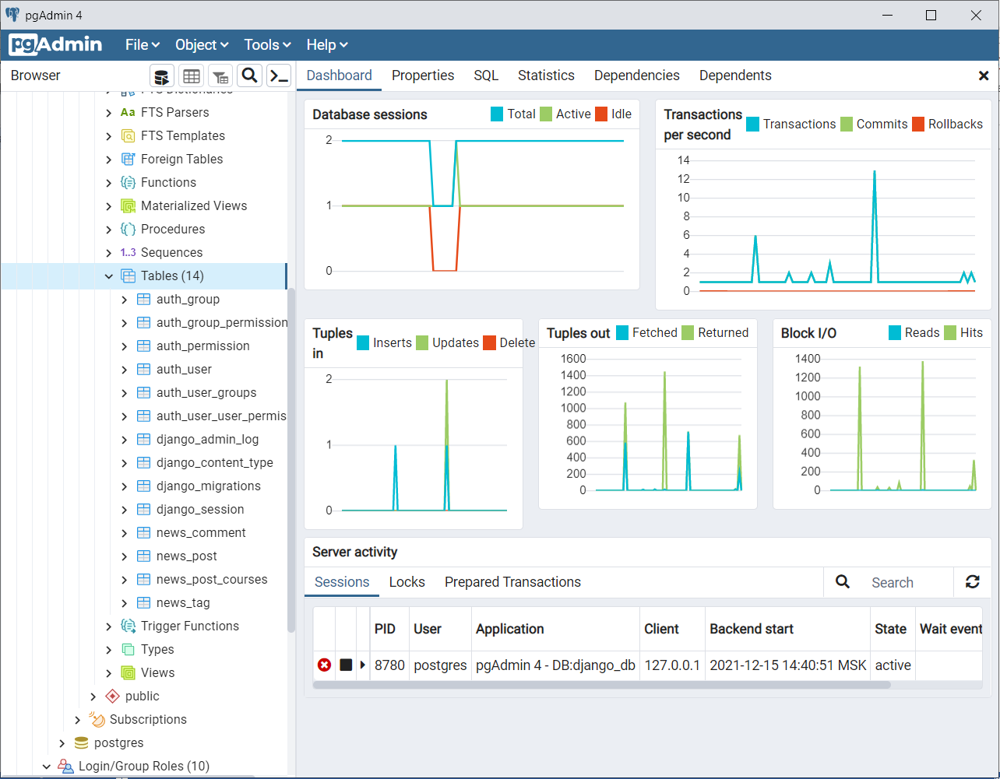 pgAdmin 4
pgAdmin File Object Tools Help
Browser
Dashboard Properties SQL Statistics Dependencies Dependents
FTS Dictionaries
Aa FTS Parsers
FTS Templates
Foreign Tables
Functions
Materialized Views
Procedures
1..3 Sequences
Tables (14)
auth_group
auth_group_permission
auth_permission
auth_user
auth_user_groups
auth_user_user_permis
django_admin_log
django_content_type
django_migrations
django_session
news_comment
news_post
news_post_courses
news_tag
Trigger Functions
Types
Views
public
Subscriptions
postgres
Login/Group Roles (10)
Database sessions Total Active Idle
2
1
0
Transactions per second Transactions Commits Rollbacks
14
12
10
8
6
4
2
0
Tuples in Inserts Updates Delete
2
1
0
Tuples out Fetched Returned
1600
1400
1200
1000
800
600
400
200
0
Block I/O Reads Hits
1400
1200
1000
800
600
400
200
0
Server activity
Sessions Locks Prepared Transactions Search
PID User Application Client Backend start State Wait event
8780 postgres pgAdmin 4 - DB:django_db 127.0.0.1 2021-12-15 14:40:51 MSK active